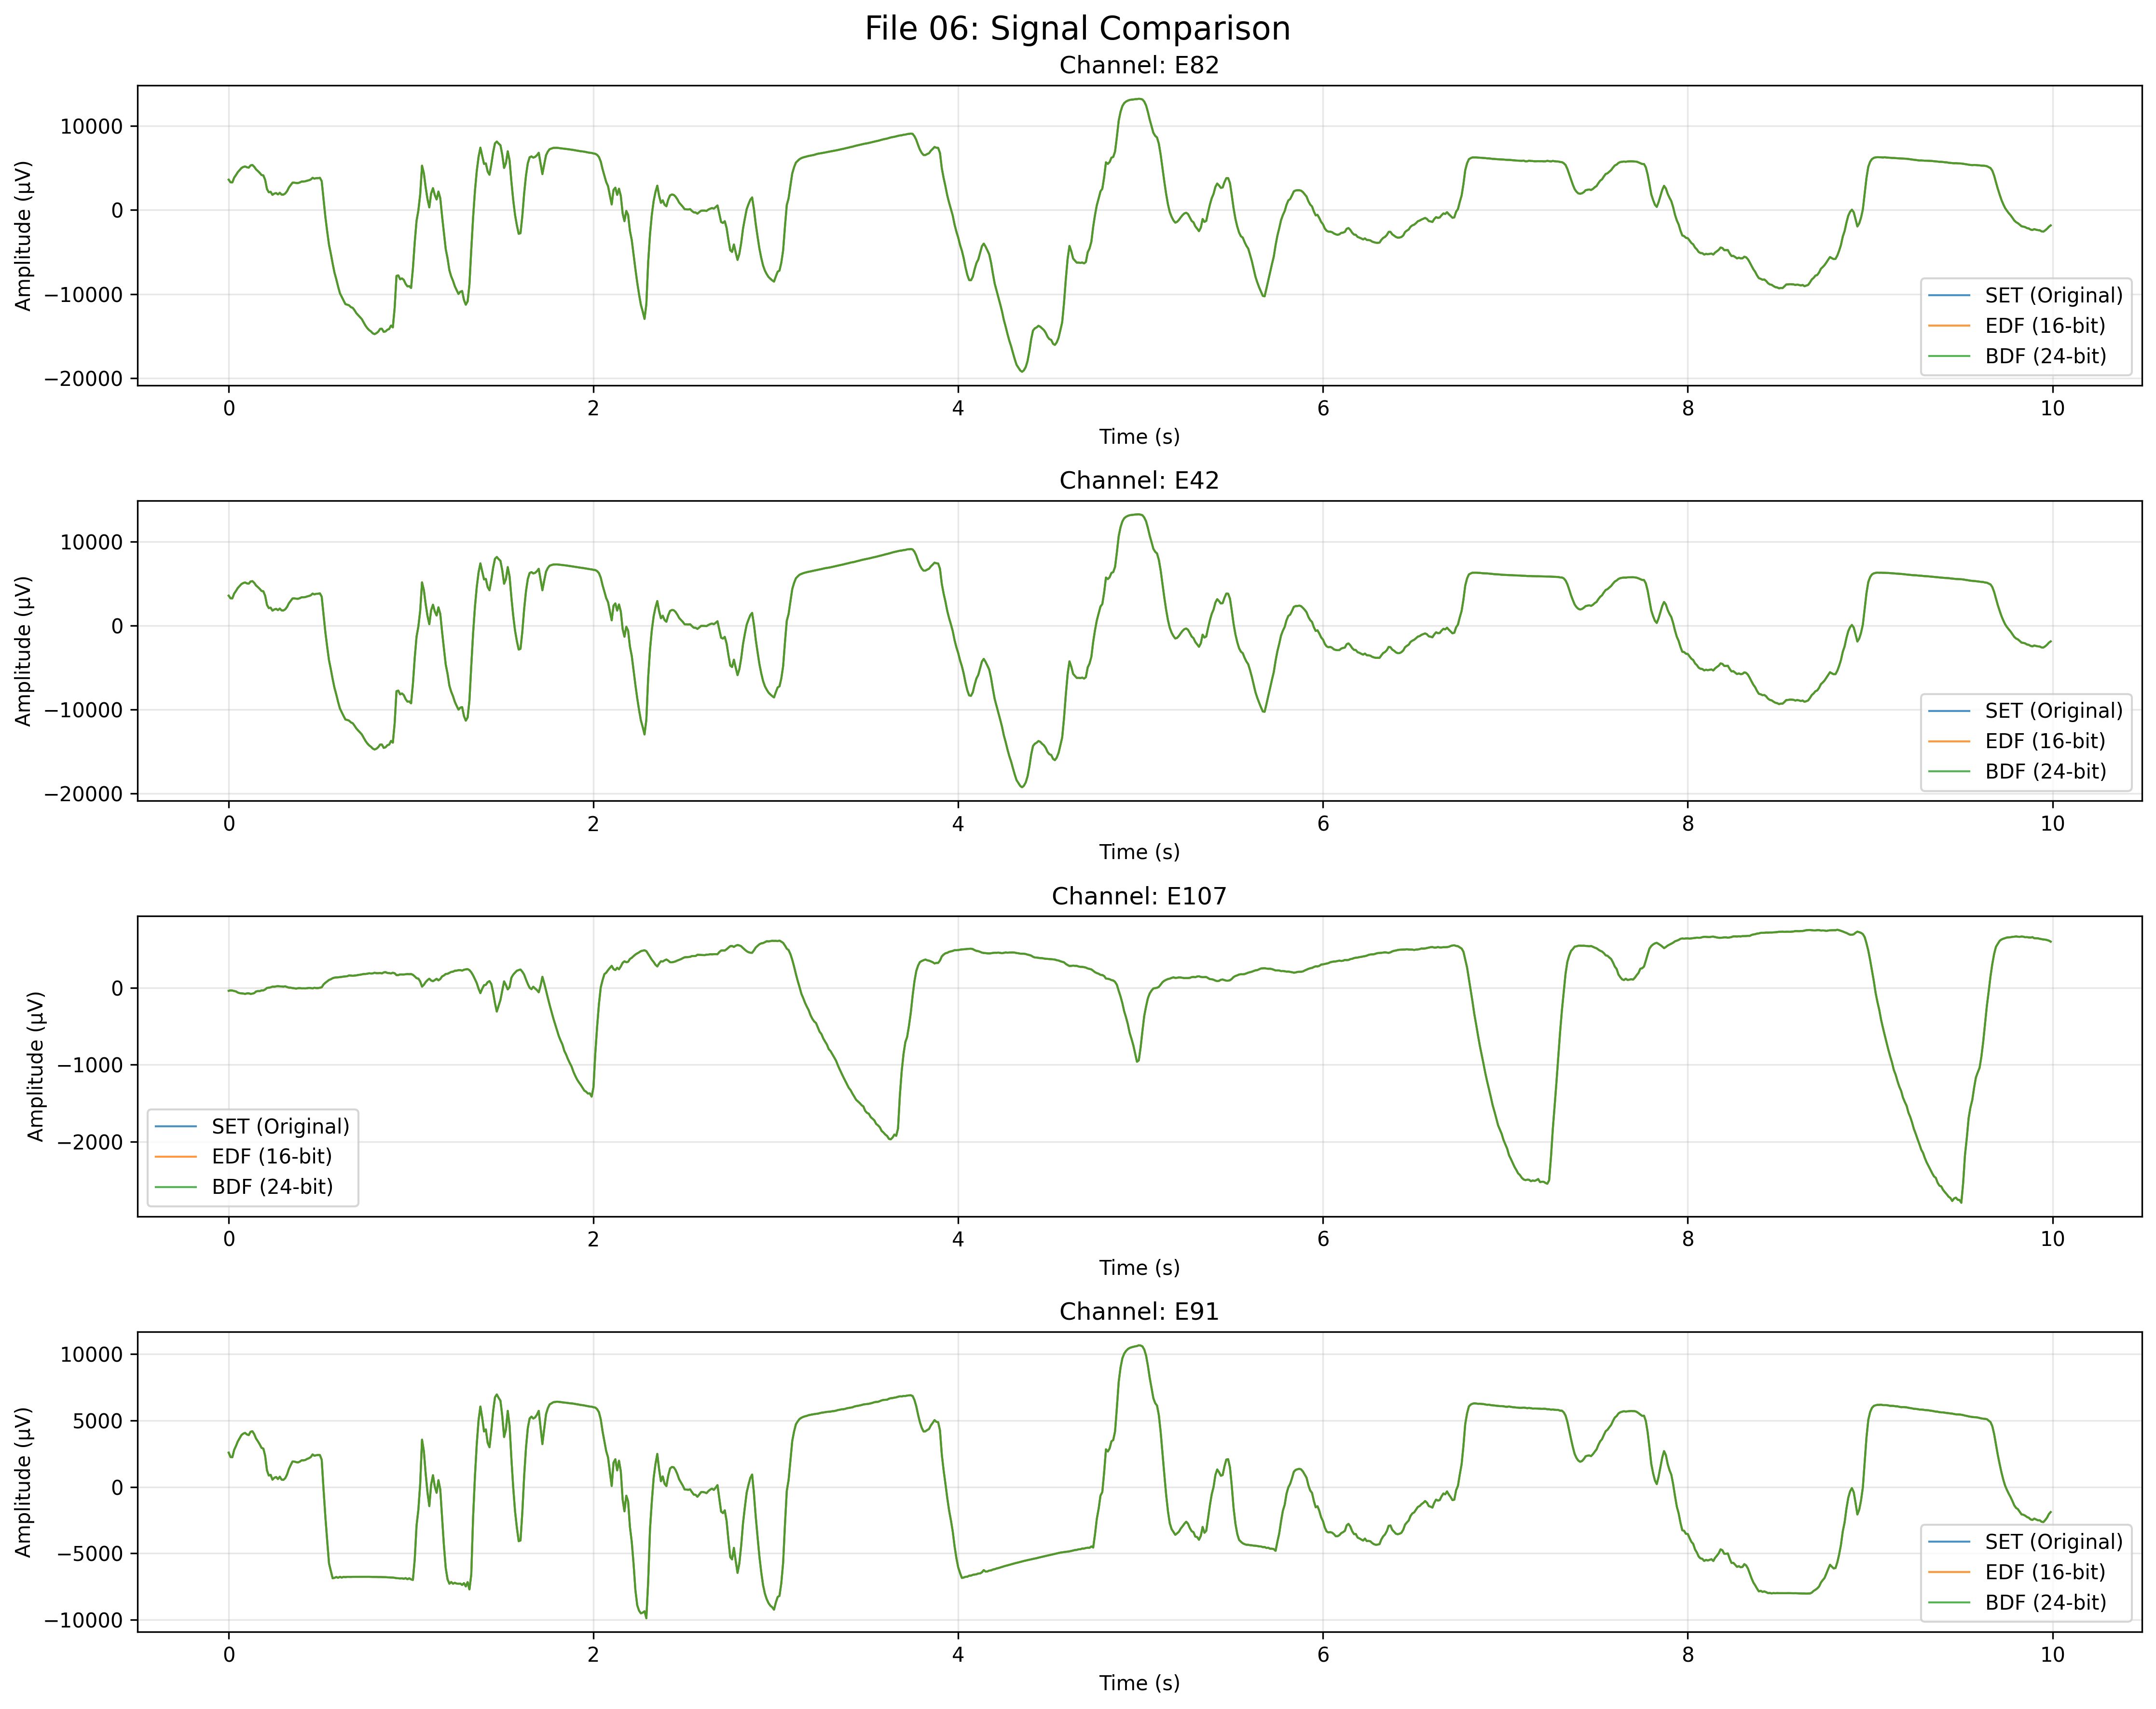 File 06: Signal Comparison
Channel: E82
Amplitude (µV)
10000
0
−10000
−20000
0 2 4 6 8 10
Time (s)
SET (Original)
EDF (16-bit)
BDF (24-bit)
Channel: E42
Amplitude (µV)
10000
0
−10000
−20000
0 2 4 6 8 10
Time (s)
SET (Original)
EDF (16-bit)
BDF (24-bit)
Channel: E107
Amplitude (µV)
0
−1000
−2000
0 2 4 6 8 10
Time (s)
SET (Original)
EDF (16-bit)
BDF (24-bit)
Channel: E91
Amplitude (µV)
10000
5000
0
−5000
−10000
0 2 4 6 8 10
Time (s)
SET (Original)
EDF (16-bit)
BDF (24-bit)